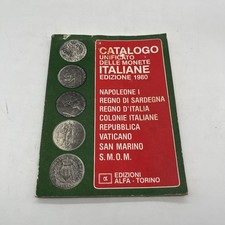 CATALOGO
UNIFICATO
DELLE MONETE
ITALIANE
EDIZIONE 1980
NAPOLEONE I
REGNO DI SARDEGNA
REGNO D'ITALIA
COLONIE ITALIANE
REPUBBLICA
VATICANO
SAN MARINO
S.M.O.M.
α EDIZIONI
ALFA - TORINO